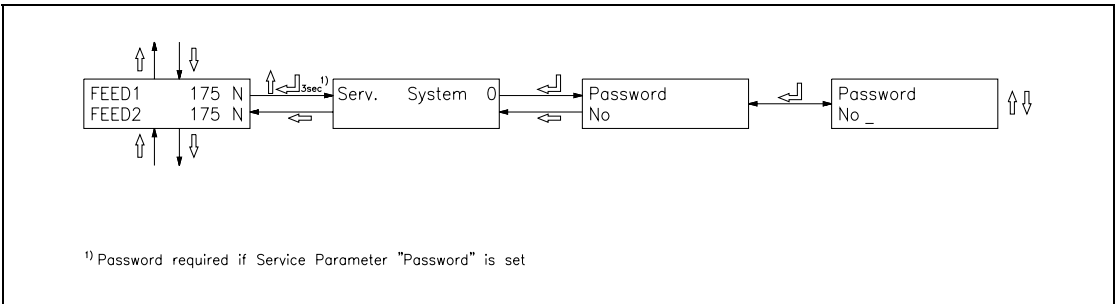 FEED1 175 N
FEED2 175 N
3sec 1)
Serv. System 0
Password
No
Password
No _
1) Password required if Service Parameter "Password" is set